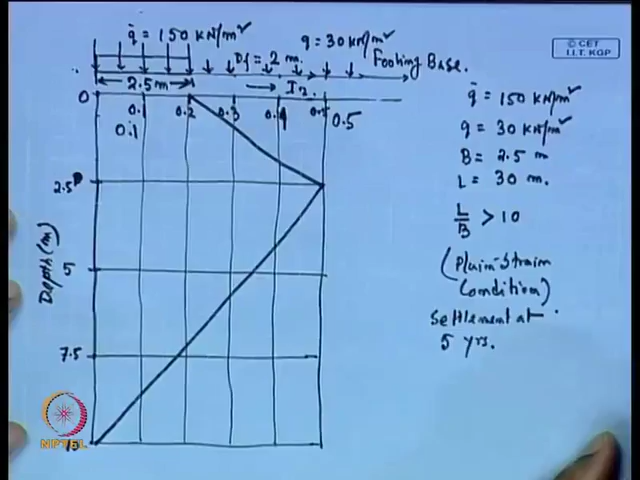 q̄ = 150 KN/m²
q = 30 KN/m²
Df = 2 m.
Footing Base.
2.5 m
I z.
0
0.1
0.2
0.3
0.4
0.5
0.1
2.5
5
7.5
Depth (m)
q̄ = 150 KN/m²
q = 30 KN/m²
B = 2.5 m
L = 30 m.
L/B > 10
(Plain-Strain
Condition)
Settlement at
5 yrs.
© CET
I.I.T. KGP
NPTEL